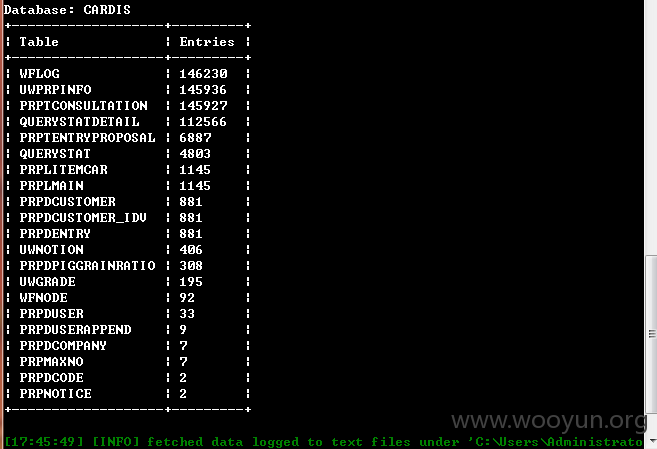 Database: CARDIS
+--------------------+---------+
| Table              | Entries |
+--------------------+---------+
| WFLOG              | 146230  |
| UWPRPINFO          | 145936  |
| PRPTCONSULTATION   | 145927  |
| QUERYSTATDETAIL    | 112566  |
| PRPTENTRYPROPOSAL  | 6887    |
| QUERYSTAT          | 4803    |
| PRPLITEMCAR        | 1145    |
| PRPLMAIN           | 1145    |
| PRPDCUSTOMER       | 881     |
| PRPDCUSTOMER_IDV   | 881     |
| PRPDENTRY          | 881     |
| UWNOTION           | 406     |
| PRPDPIGGRAINRATIO  | 308     |
| UWGRADE            | 195     |
| WFNODE             | 92      |
| PRPDUSER           | 33      |
| PRPDUSERAPPEND     | 9       |
| PRPDCOMPANY        | 7       |
| PRPMAXNO           | 7       |
| PRPDCODE           | 2       |
| PRPNOTICE          | 2       |
+--------------------+---------+
www.wooyun.org
[17:45:49] [INFO] fetched data logged to text files under 'C:\Users\Administrato